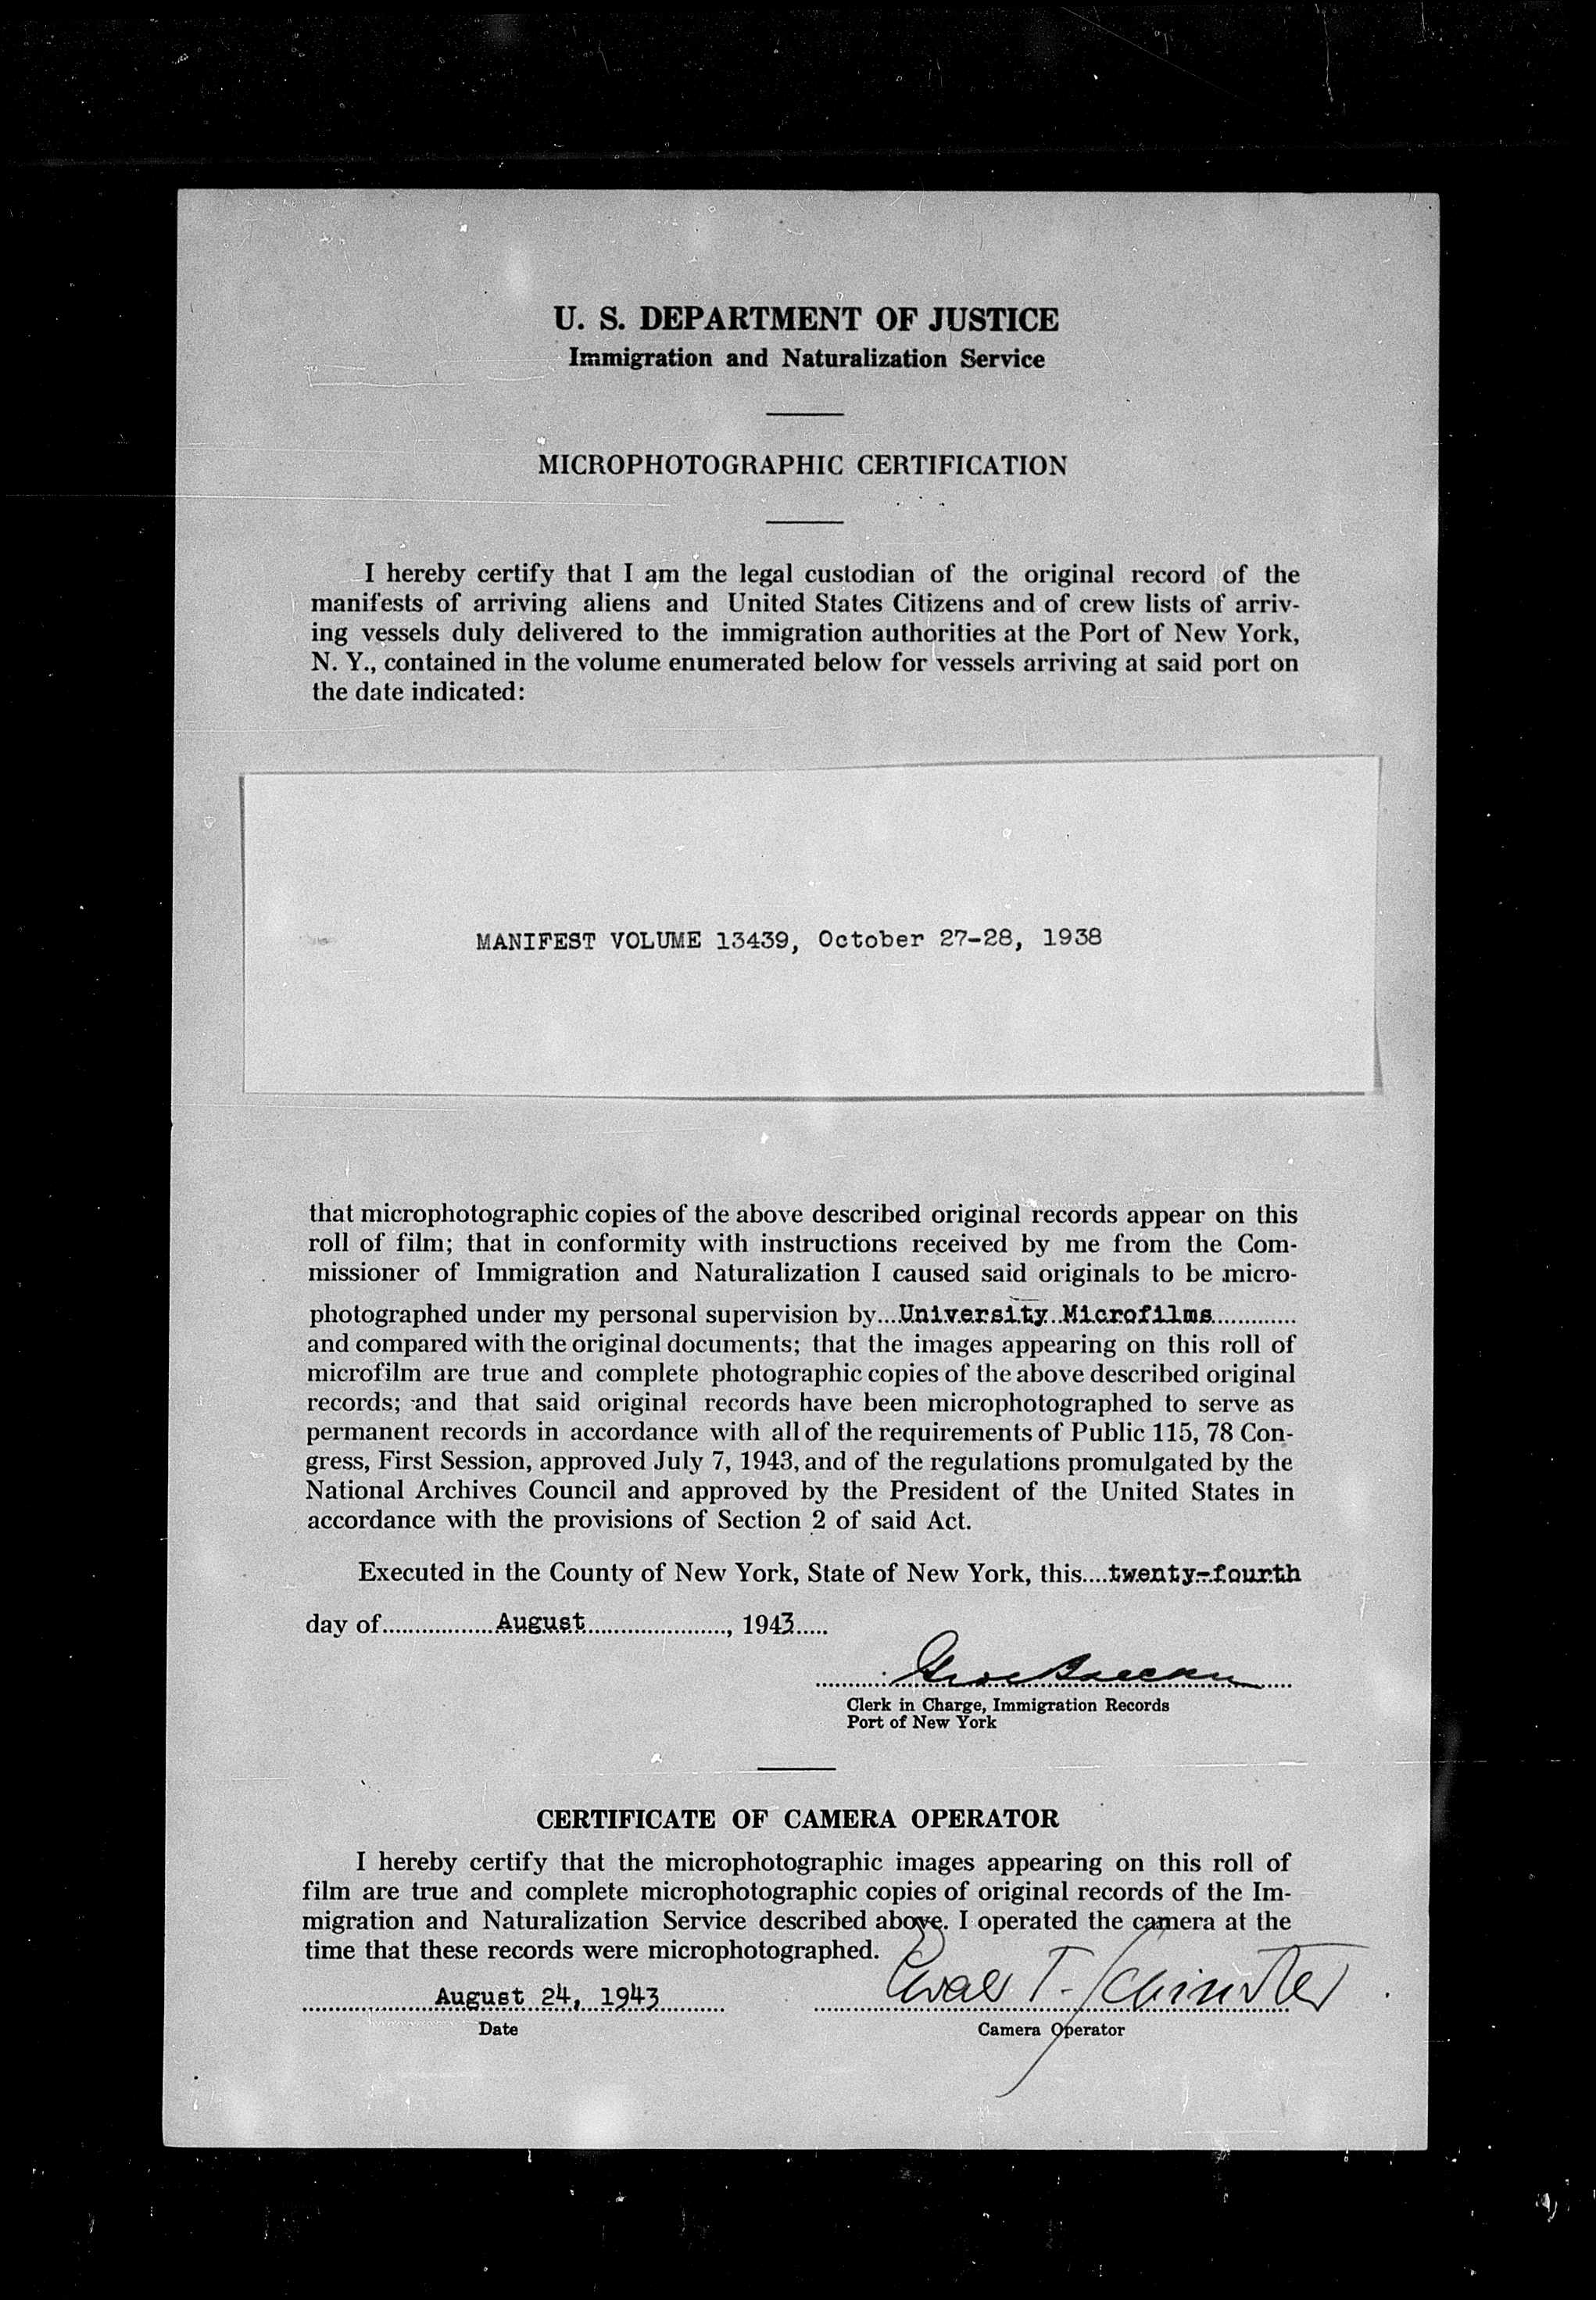 U. S. DEPARTMENT OF JUSTICE
Immigration and Naturalization Service
MICROPHOTOGRAPHIC CERTIFICATION
I hereby certify that I am the legal custodian of the original record of the
manifests of arriving aliens and United States Citizens and of crew lists of arriv-
ing vessels duly delivered to the immigration authorities at the Port of New York,
N. Y., contained in the volume enumerated below for vessels arriving at said port on
the date indicated:
MANIFEST VOLUME 13439, October 27-28, 1938
that microphotographic copies of the above described original records appear on this
roll of film; that in conformity with instructions received by me from the Com-
missioner of Immigration and Naturalization I caused said originals to be micro-
photographed under my personal supervision by...University Microfilms.............
and compared with the original documents; that the images appearing on this roll of
microfilm are true and complete photographic copies of the above described original
records; and that said original records have been microphotographed to serve as
permanent records in accordance with all of the requirements of Public 115, 78 Con-
gress, First Session, approved July 7, 1943, and of the regulations promulgated by the
National Archives Council and approved by the President of the United States in
accordance with the provisions of Section 2 of said Act.
Executed in the County of New York, State of New York, this....twenty-fourth
day of..................August......................, 1943.....
Clerk in Charge, Immigration Records
Port of New York
CERTIFICATE OF CAMERA OPERATOR
I hereby certify that the microphotographic images appearing on this roll of
film are true and complete microphotographic copies of original records of the Im-
migration and Naturalization Service described above. I operated the camera at the
time that these records were microphotographed.
August 24, 1943 T. Schindler
Date Camera Operator